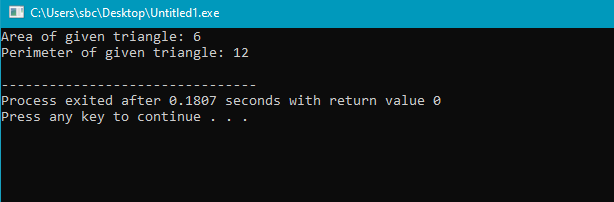 C:\Users\sbc\Desktop\Untitled1.exe
Area of given triangle: 6
Perimeter of given triangle: 12
--------------------------------
Process exited after 0.1807 seconds with return value 0
Press any key to continue . . .